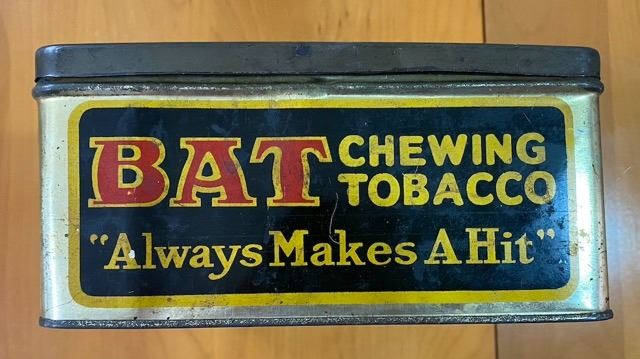 BAT CHEWING
TOBACCO
"Always Makes A Hit"